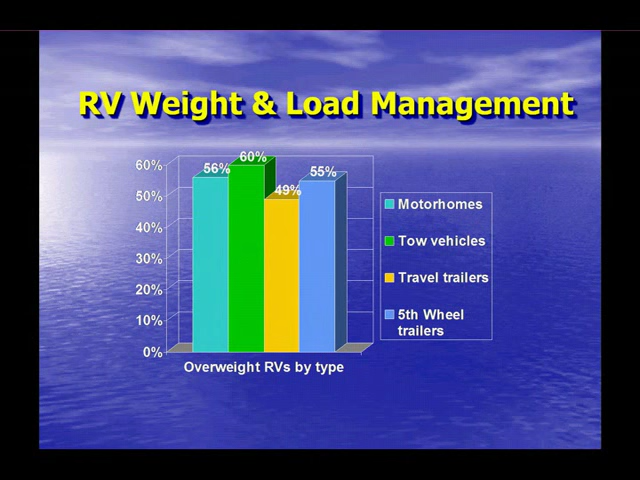 RV Weight & Load Management
60%
50%
40%
30%
20%
10%
0%
56%
60%
49%
55%
Overweight RVs by type
Motorhomes
Tow vehicles
Travel trailers
5th Wheel
trailers